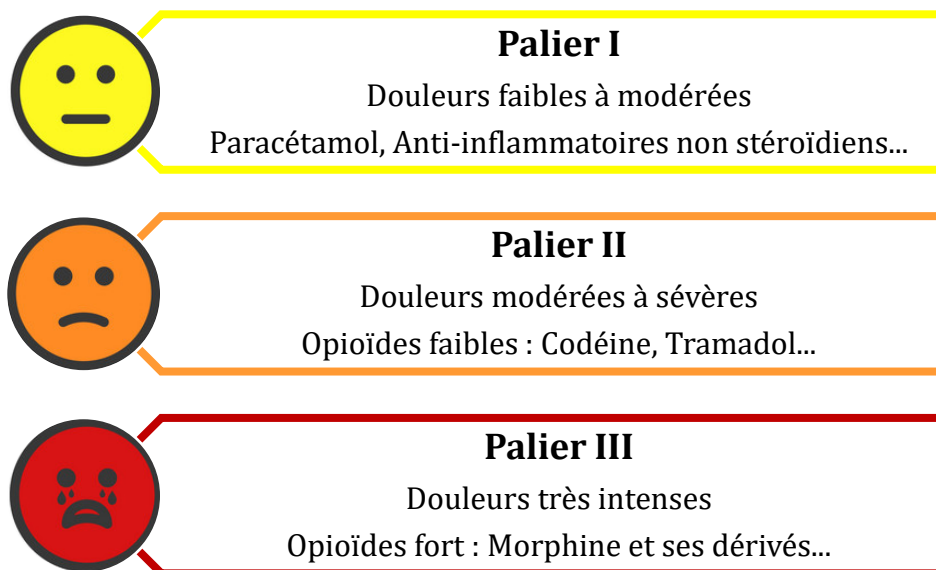 Palier I
Douleurs faibles à modérées
Paracétamol, Anti-inflammatoires non stéroïdiens...
Palier II
Douleurs modérées à sévères
Opioïdes faibles : Codéine, Tramadol...
Palier III
Douleurs très intenses
Opioïdes fort : Morphine et ses dérivés...